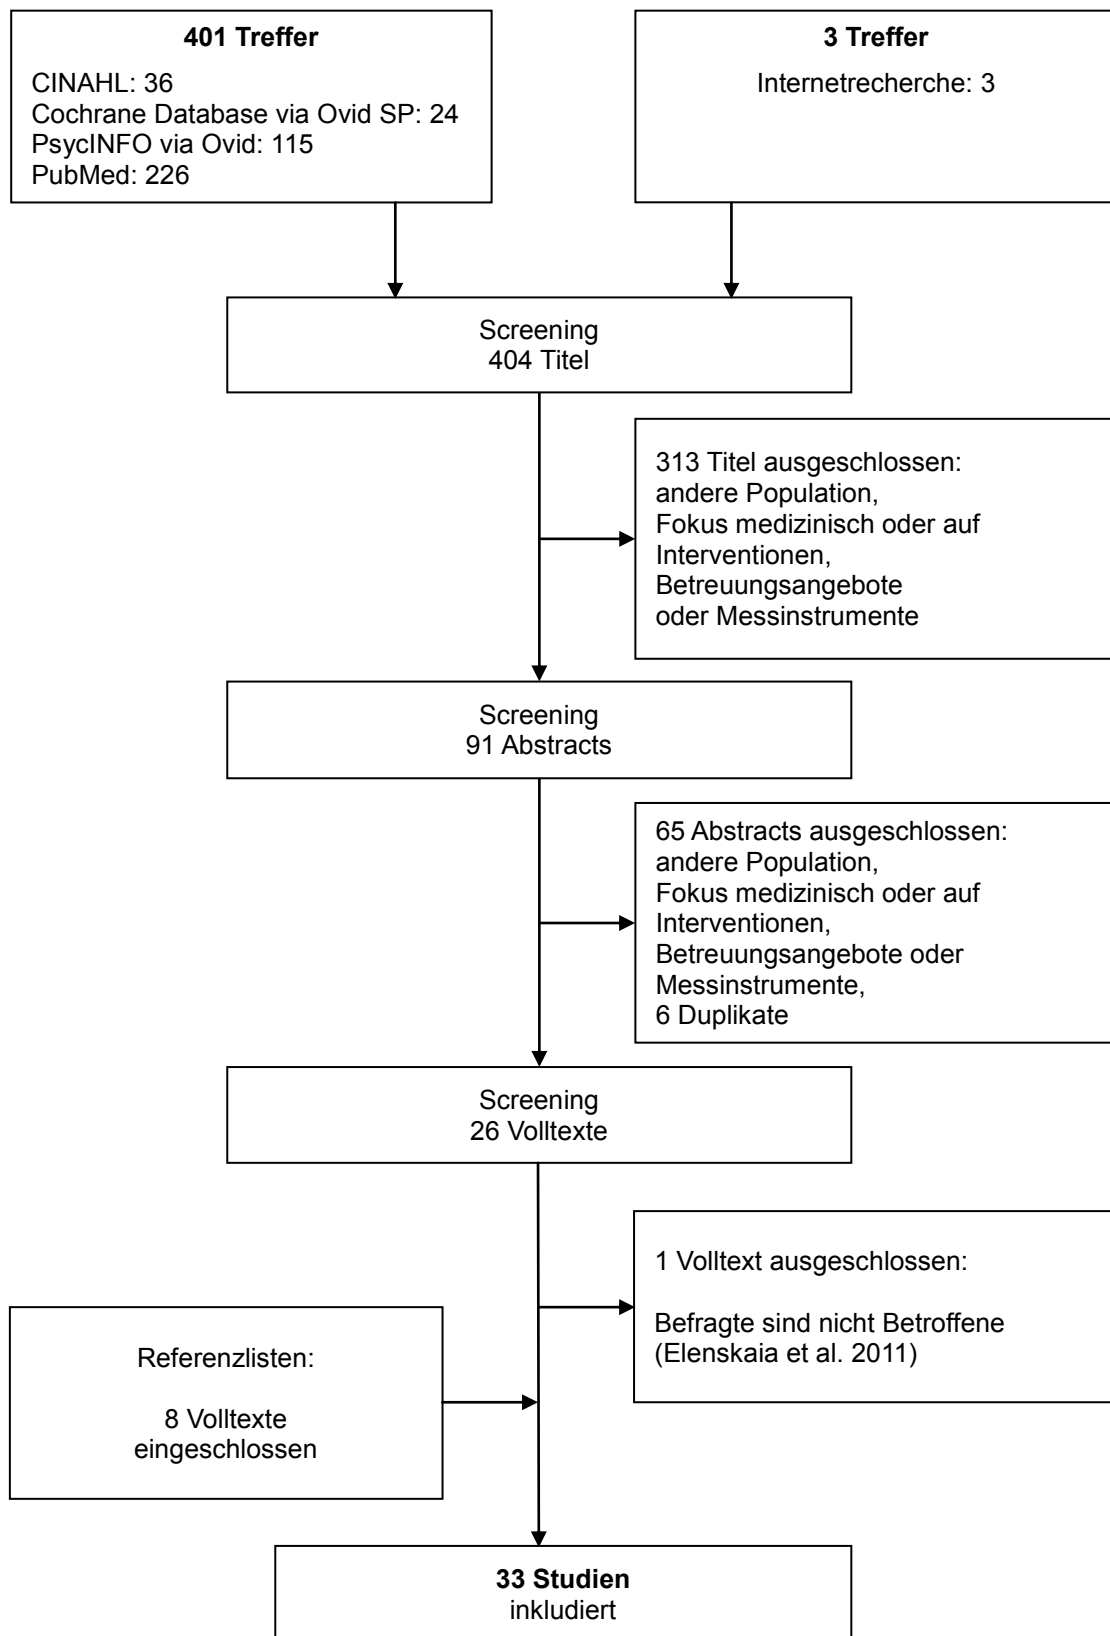 401 Treffer
CINAHL: 36
Cochrane Database via Ovid SP: 24
PsycINFO via Ovid: 115
PubMed: 226
3 Treffer
Internetrecherche: 3
Screening
404 Titel
313 Titel ausgeschlossen:
andere Population,
Fokus medizinisch oder auf
Interventionen,
Betreuungsangebote
oder Messinstrumente
Screening
91 Abstracts
65 Abstracts ausgeschlossen:
andere Population,
Fokus medizinisch oder auf
Interventionen,
Betreuungsangebote oder
Messinstrumente,
6 Duplikate
Screening
26 Volltexte
1 Volltext ausgeschlossen:
Befragte sind nicht Betroffene
(Elenskaia et al. 2011)
Referenzlisten:
8 Volltexte
eingeschlossen
33 Studien
inkludiert